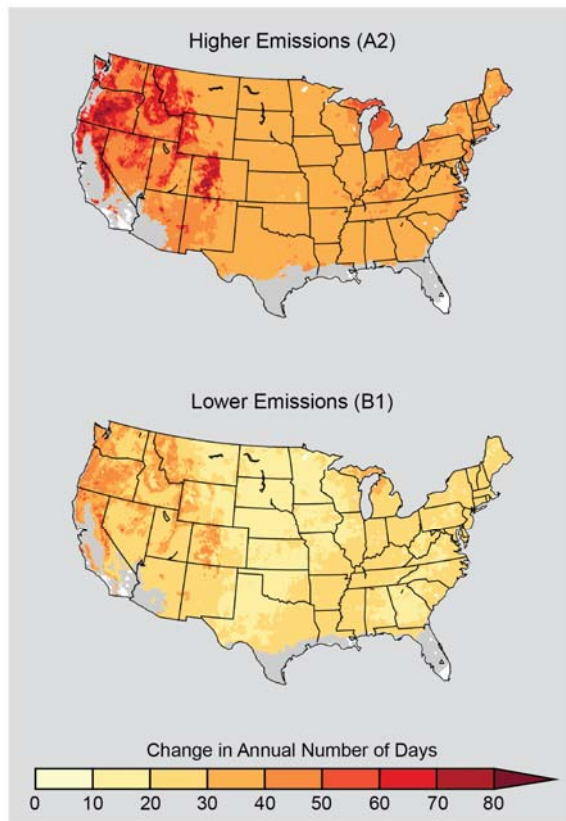 Higher Emissions (A2)
Lower Emissions (B1)
Change in Annual Number of Days
0 10 20 30 40 50 60 70 80